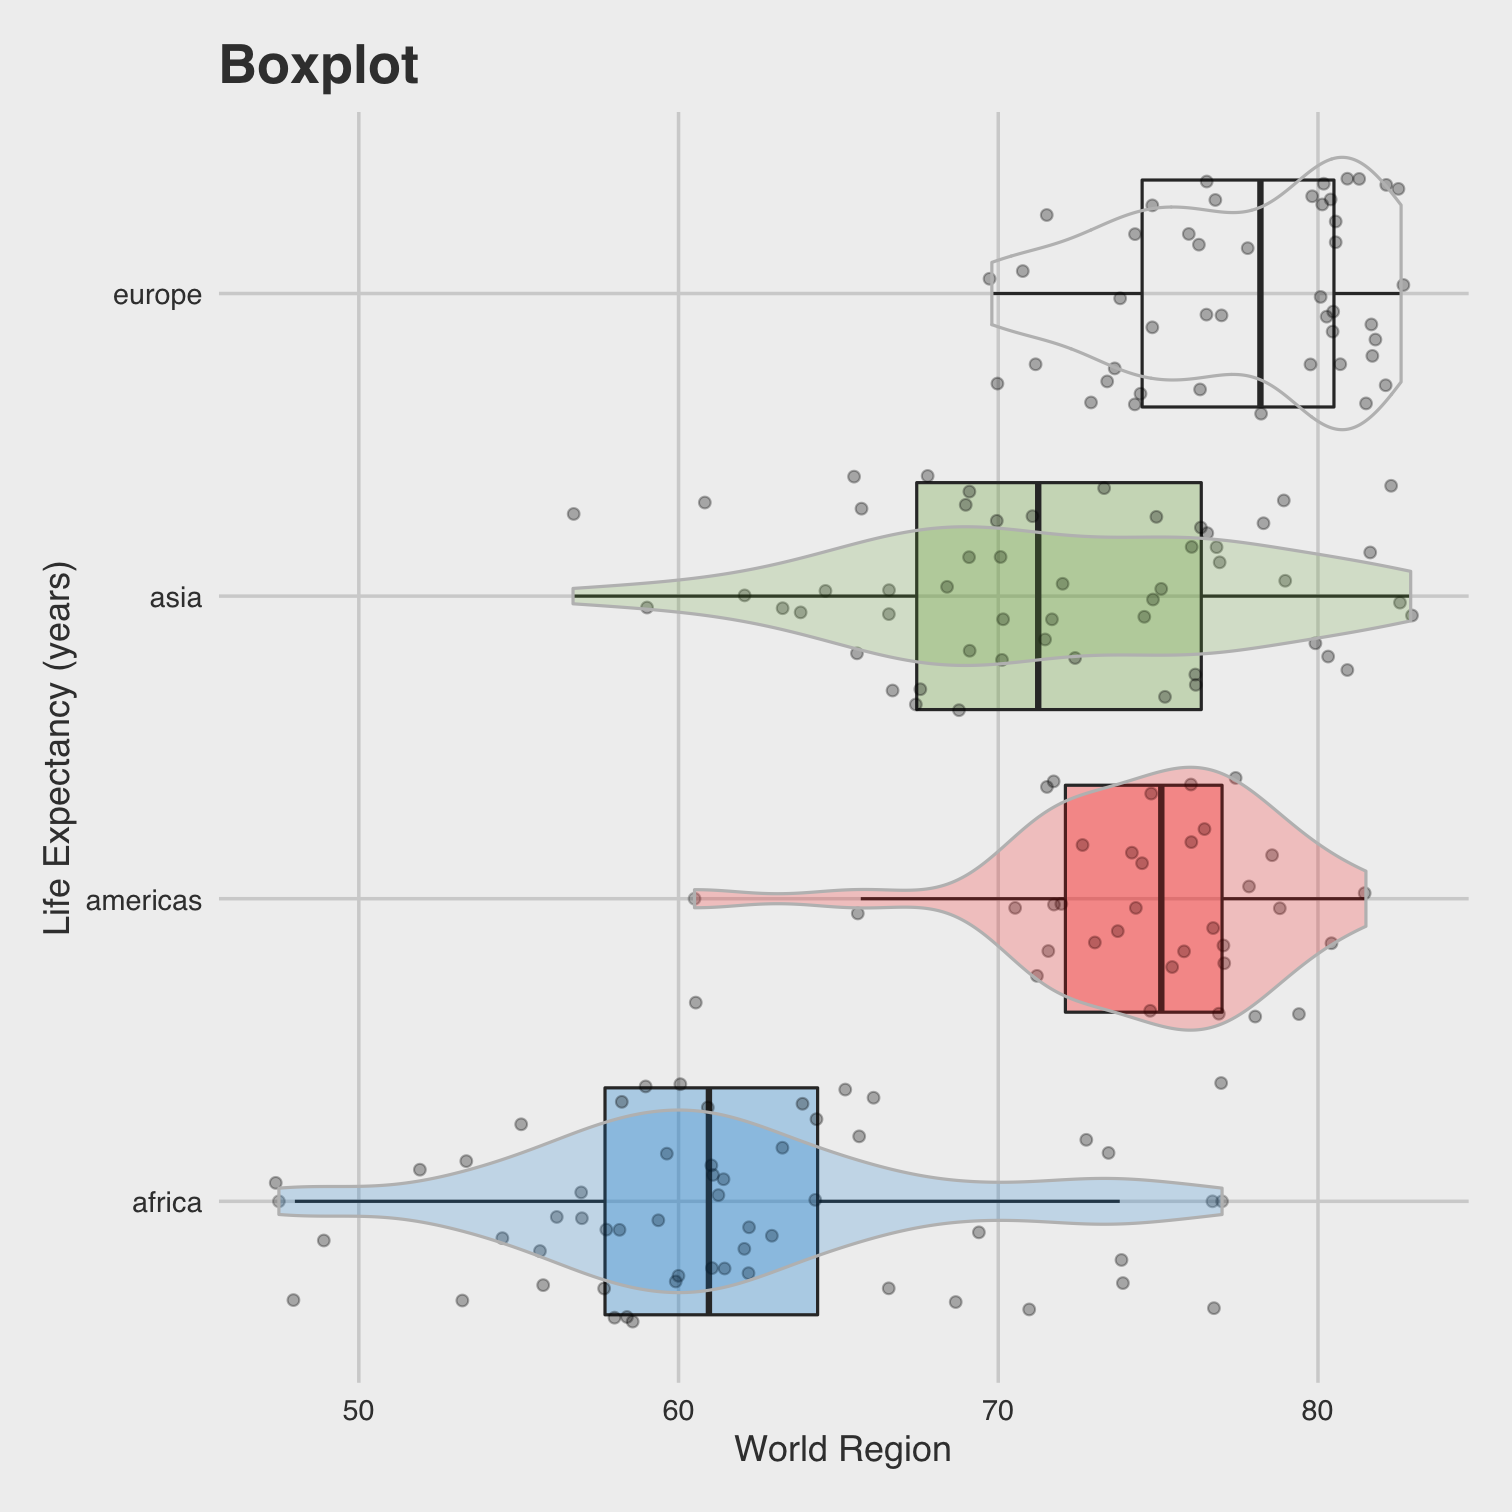 Boxplot
europe
asia
americas
africa
Life Expectancy (years)
50 60 70 80
World Region